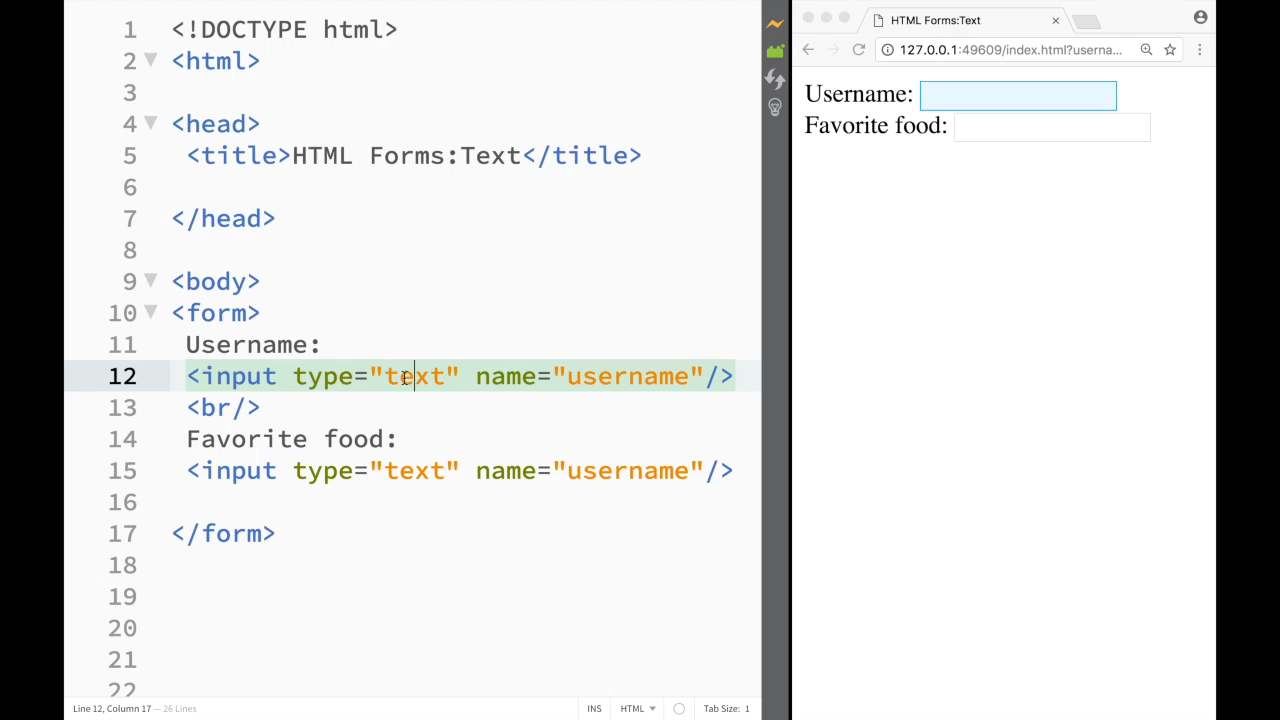 1 <!DOCTYPE html>
2 <html>
3
4 <head>
5 <title>HTML Forms:Text</title>
6
7 </head>
8
9 <body>
10 <form>
11 Username:
12 <input type="text" name="username"/>
13 <br/>
14 Favorite food:
15 <input type="text" name="username"/>
16
17 </form>
18
19
20
21
22
Line 12, Column 17 — 26 Lines
INS HTML Tab Size: 1
HTML Forms:Text
127.0.0.1:49609/index.html?userna...
Username:
Favorite food: